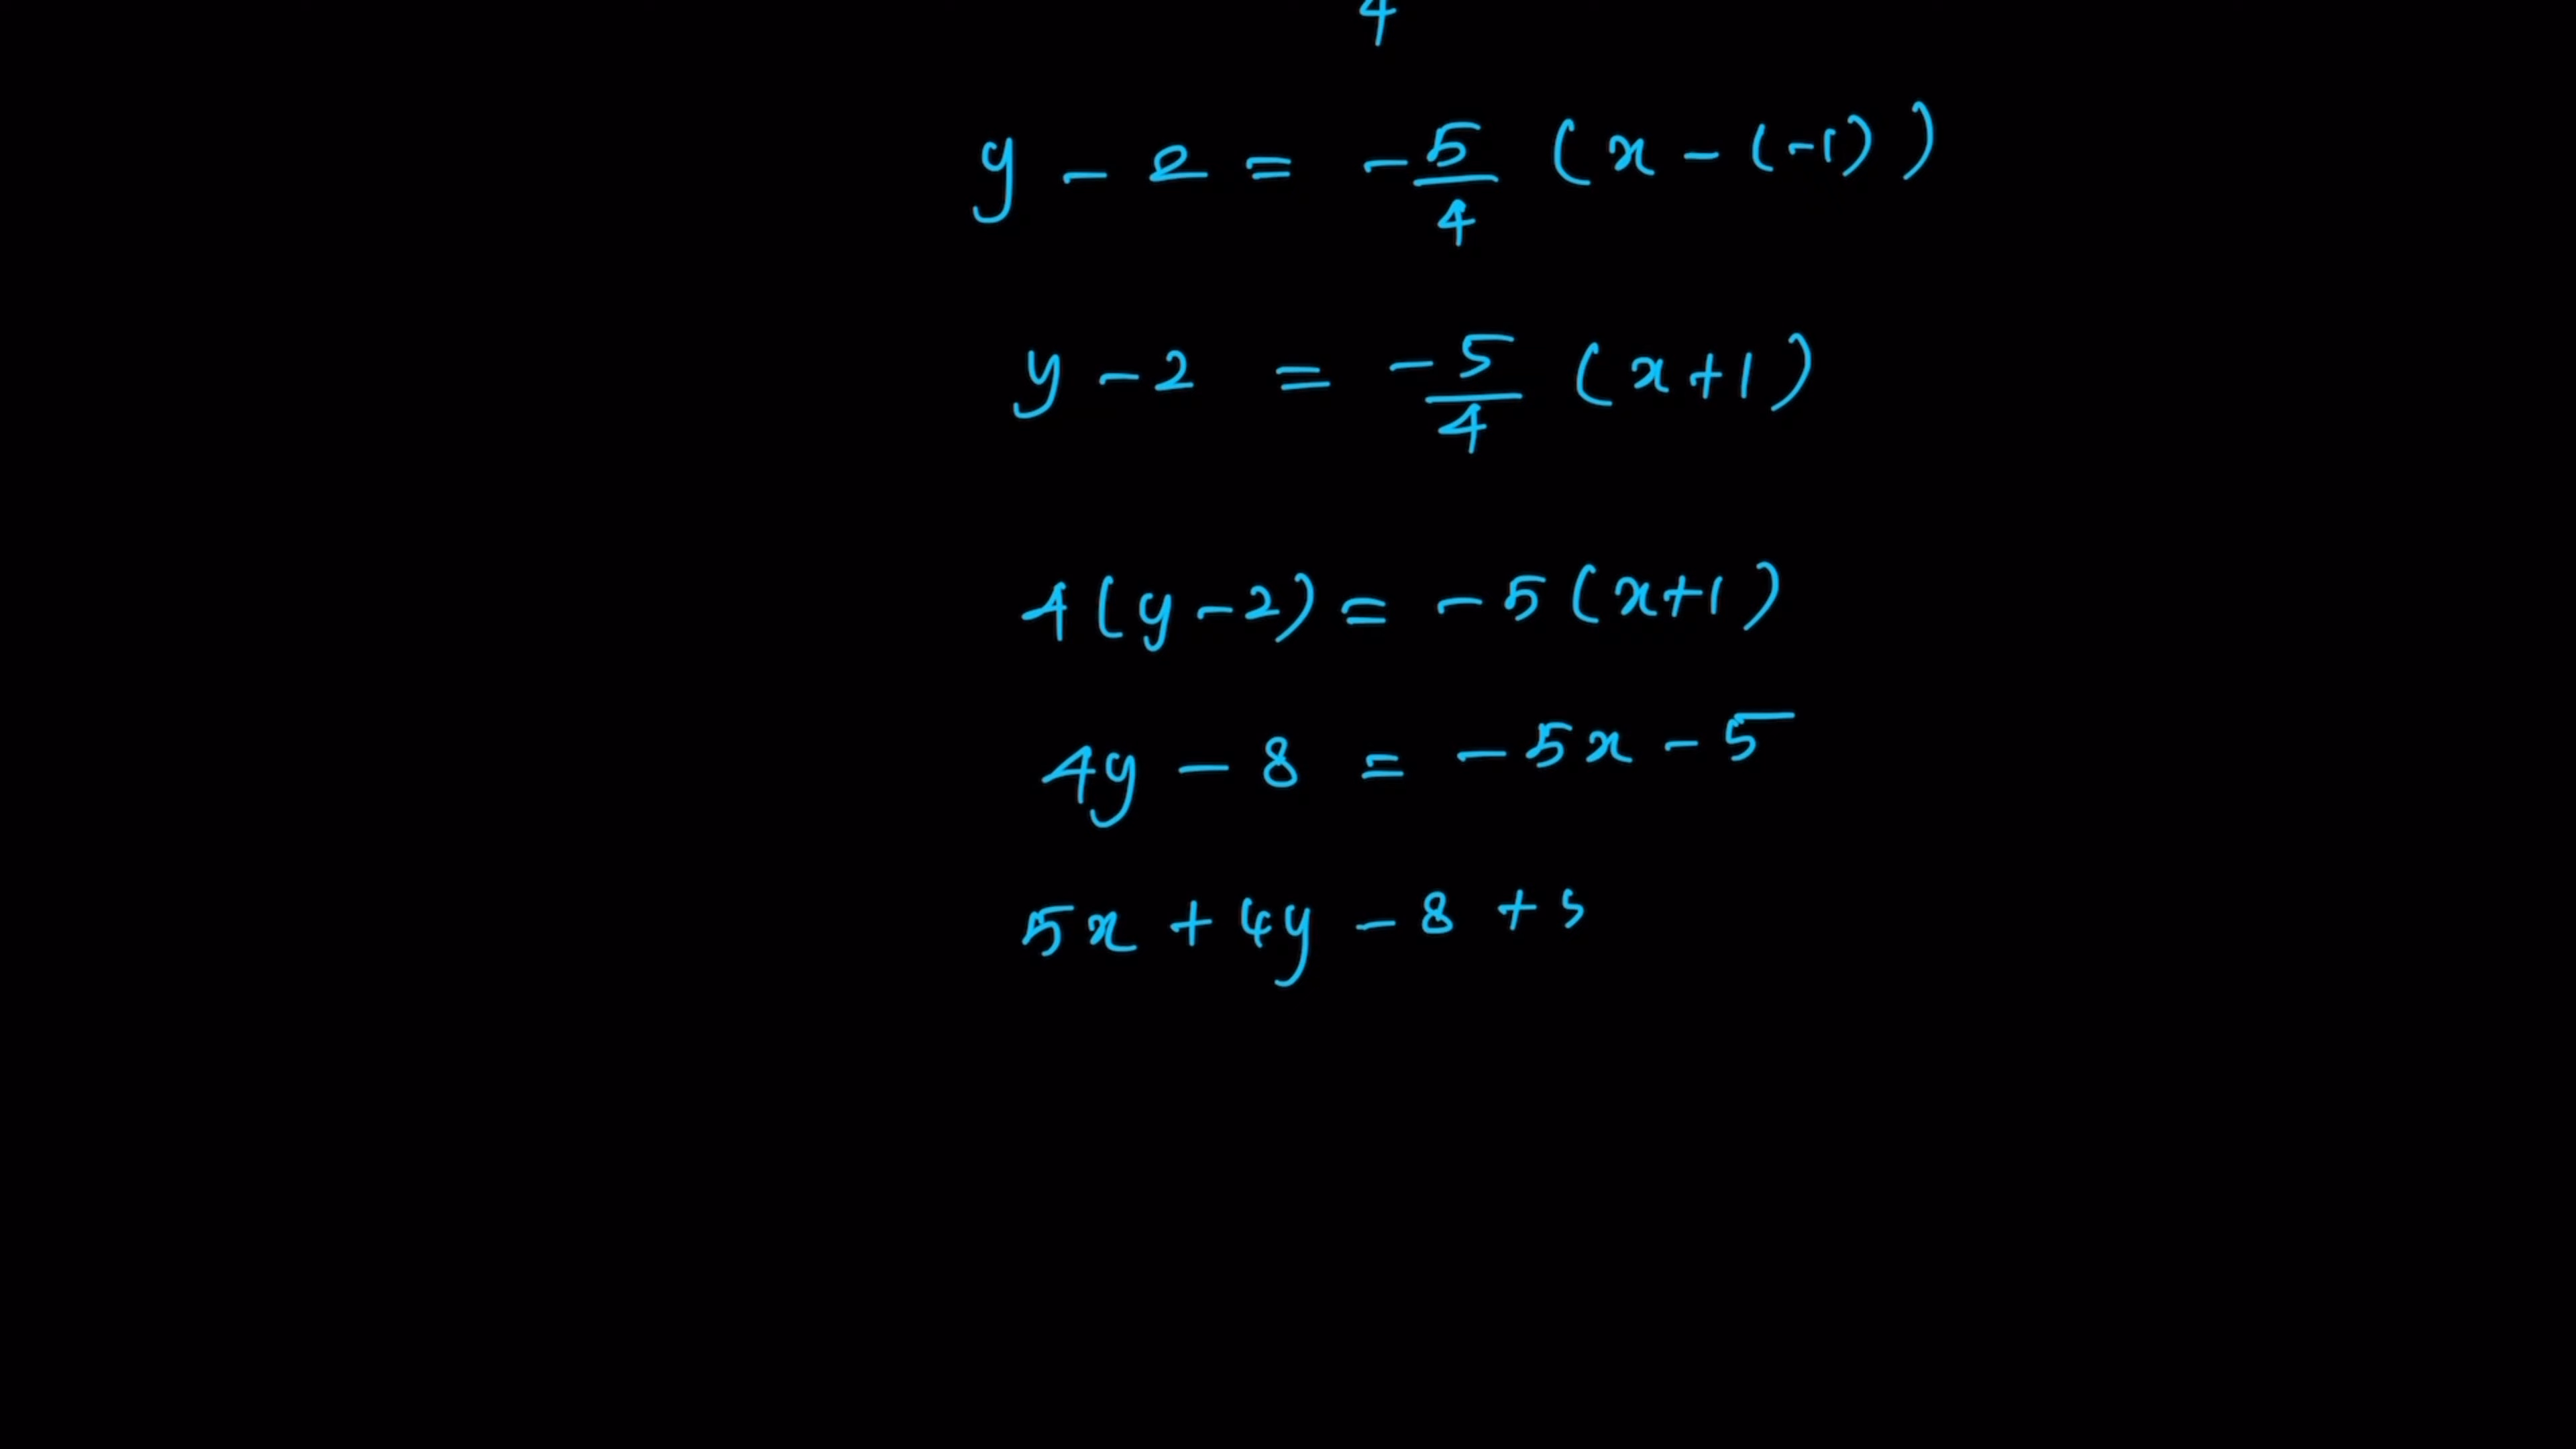 4
y - 2 = -5/4 (x - (-1))
y - 2 = -5/4 (x+1)
4(y-2) = -5(x+1)
4y - 8 = -5x - 5
5x + 4y - 8 + 5